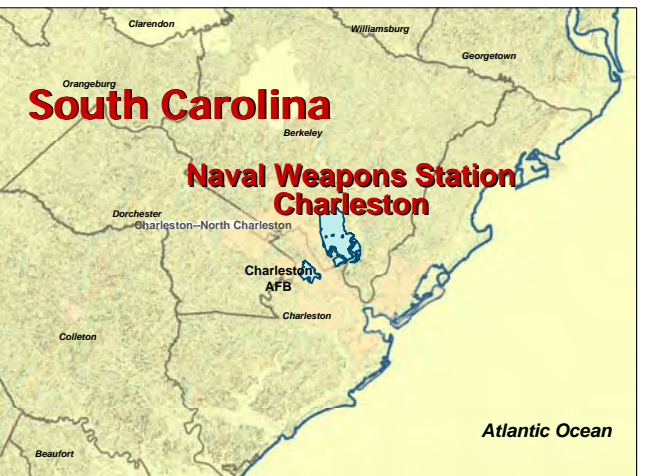 Clarendon
Williamsburg
Georgetown
Orangeburg
South Carolina
Berkeley
Naval Weapons Station
Charleston
Dorchester
Charleston--North Charleston
Charleston
AFB
Charleston
Colleton
Atlantic Ocean
Beaufort